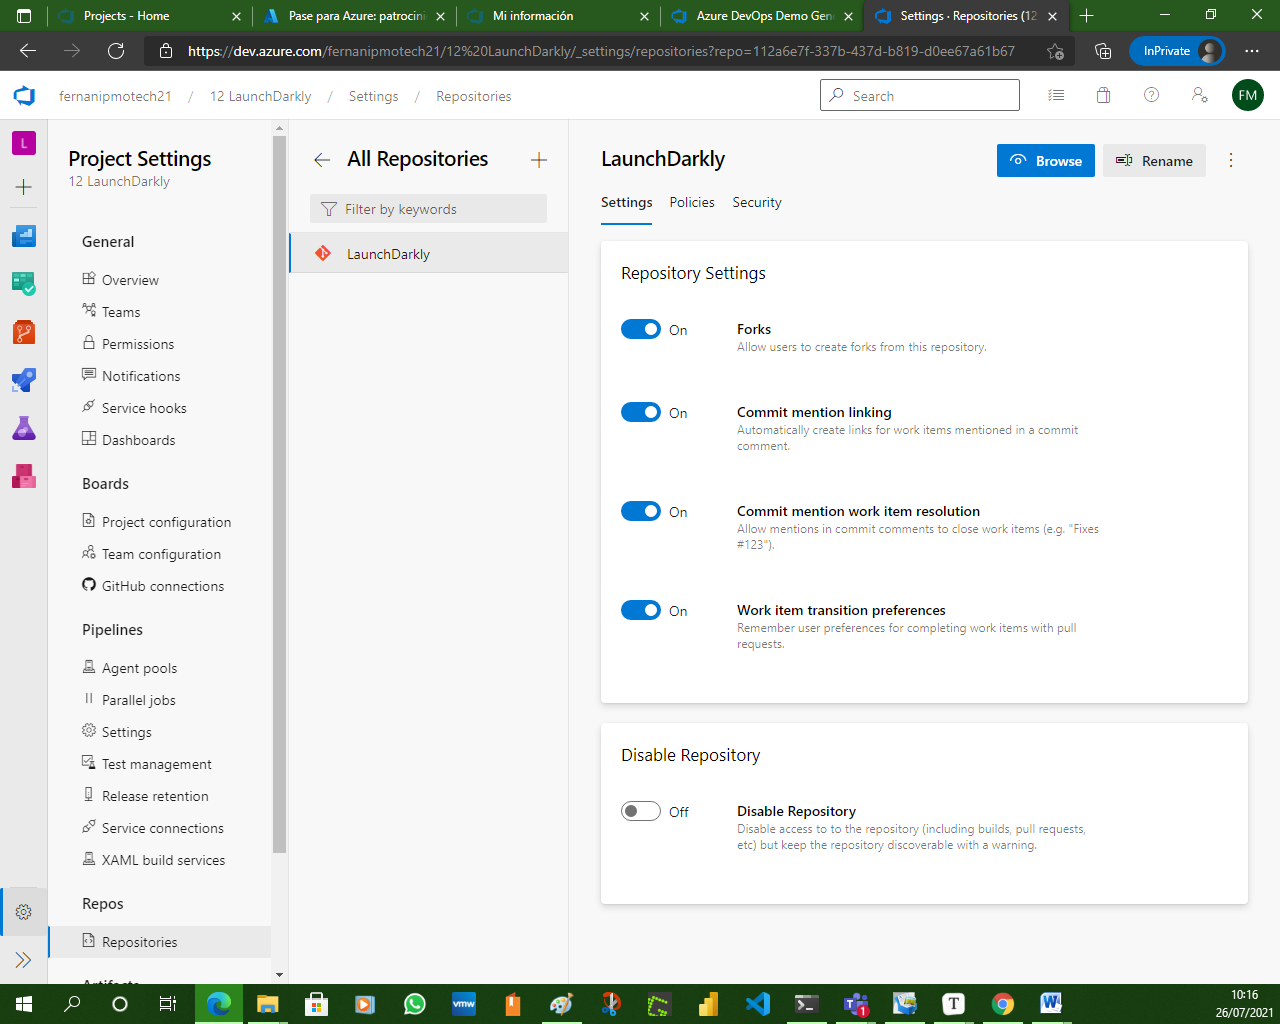 Projects - Home
Pase para Azure: patrocini
Mi información
Azure DevOps Demo Gene
Settings · Repositories (12
https://dev.azure.com/fernanipmotech21/12%20LaunchDarkly/_settings/repositories?repo=112a6e7f-337b-437d-b819-d0ee67a61b67
InPrivate
fernanipmotech21 / 12 LaunchDarkly / Settings / Repositories
Search
FM
L
Project Settings
12 LaunchDarkly
General
Overview
Teams
Permissions
Notifications
Service hooks
Dashboards
Boards
Project configuration
Team configuration
GitHub connections
Pipelines
Agent pools
Parallel jobs
Settings
Test management
Release retention
Service connections
XAML build services
Repos
Repositories
Artifacts
All Repositories
Filter by keywords
LaunchDarkly
LaunchDarkly
Browse
Rename
Settings Policies Security
Repository Settings
On
Forks
Allow users to create forks from this repository.
On
Commit mention linking
Automatically create links for work items mentioned in a commit
comment.
On
Commit mention work item resolution
Allow mentions in commit comments to close work items (e.g. "Fixes
#123").
On
Work item transition preferences
Remember user preferences for completing work items with pull
requests.
Disable Repository
Off
Disable Repository
Disable access to to the repository (including builds, pull requests,
etc) but keep the repository discoverable with a warning.
vmw
1
T
W
10:16
26/07/2021